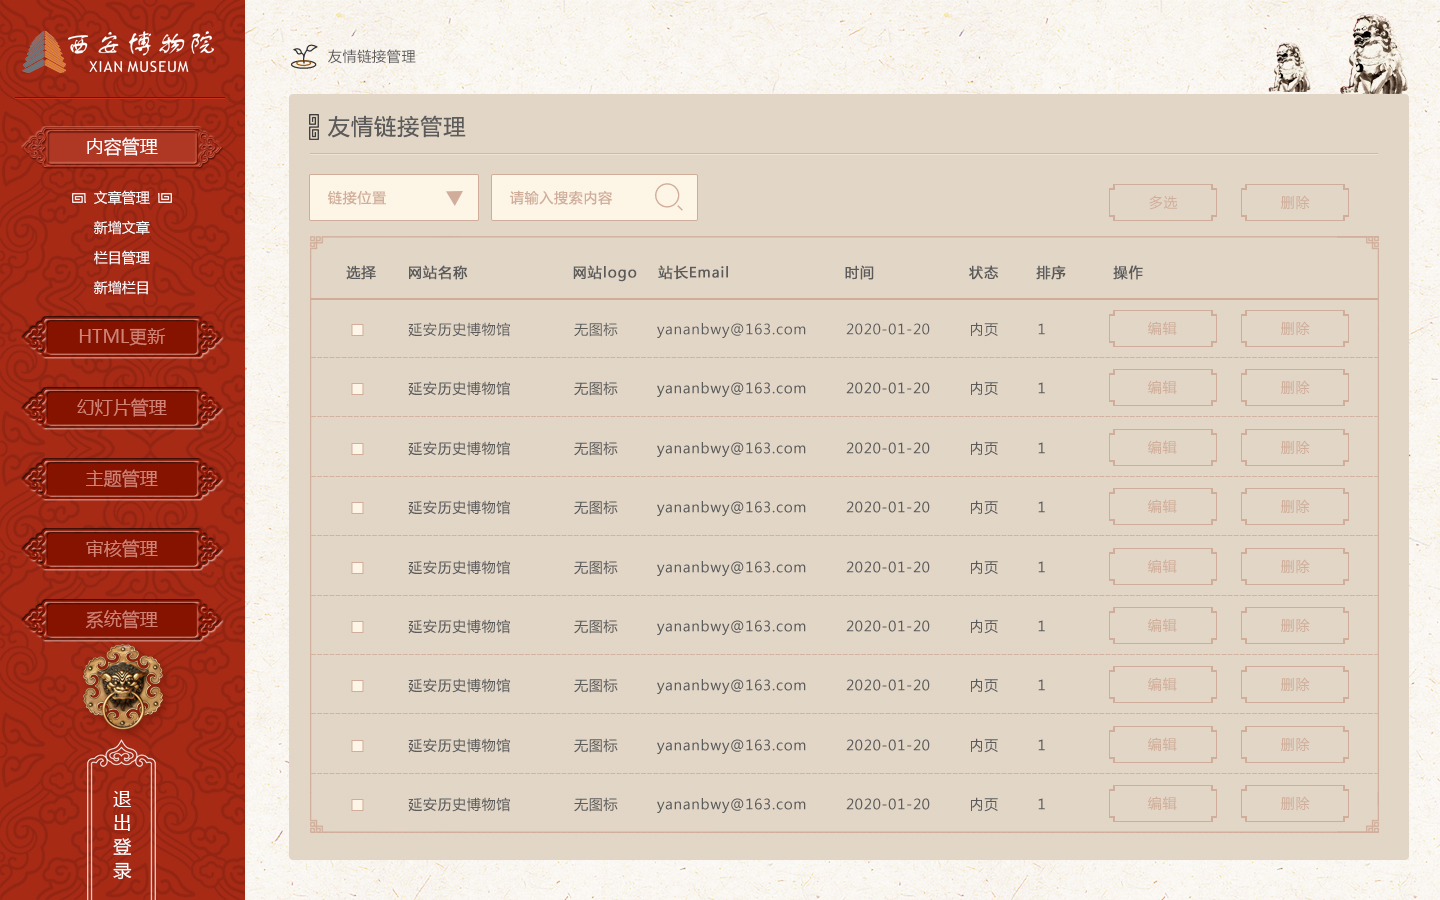 西安博物院
XIAN MUSEUM
内容管理
文章管理
新增文章
栏目管理
新增栏目
HTML更新
幻灯片管理
主题管理
审核管理
系统管理
退出登录
友情链接管理
友情链接管理
链接位置 请输入搜索内容 多选 删除
选择 网站名称 网站logo 站长Email 时间 状态 排序 操作
延安历史博物馆 无图标 yananbwy@163.com 2020-01-20 内页 1 编辑 删除
延安历史博物馆 无图标 yananbwy@163.com 2020-01-20 内页 1 编辑 删除
延安历史博物馆 无图标 yananbwy@163.com 2020-01-20 内页 1 编辑 删除
延安历史博物馆 无图标 yananbwy@163.com 2020-01-20 内页 1 编辑 删除
延安历史博物馆 无图标 yananbwy@163.com 2020-01-20 内页 1 编辑 删除
延安历史博物馆 无图标 yananbwy@163.com 2020-01-20 内页 1 编辑 删除
延安历史博物馆 无图标 yananbwy@163.com 2020-01-20 内页 1 编辑 删除
延安历史博物馆 无图标 yananbwy@163.com 2020-01-20 内页 1 编辑 删除
延安历史博物馆 无图标 yananbwy@163.com 2020-01-20 内页 1 编辑 删除